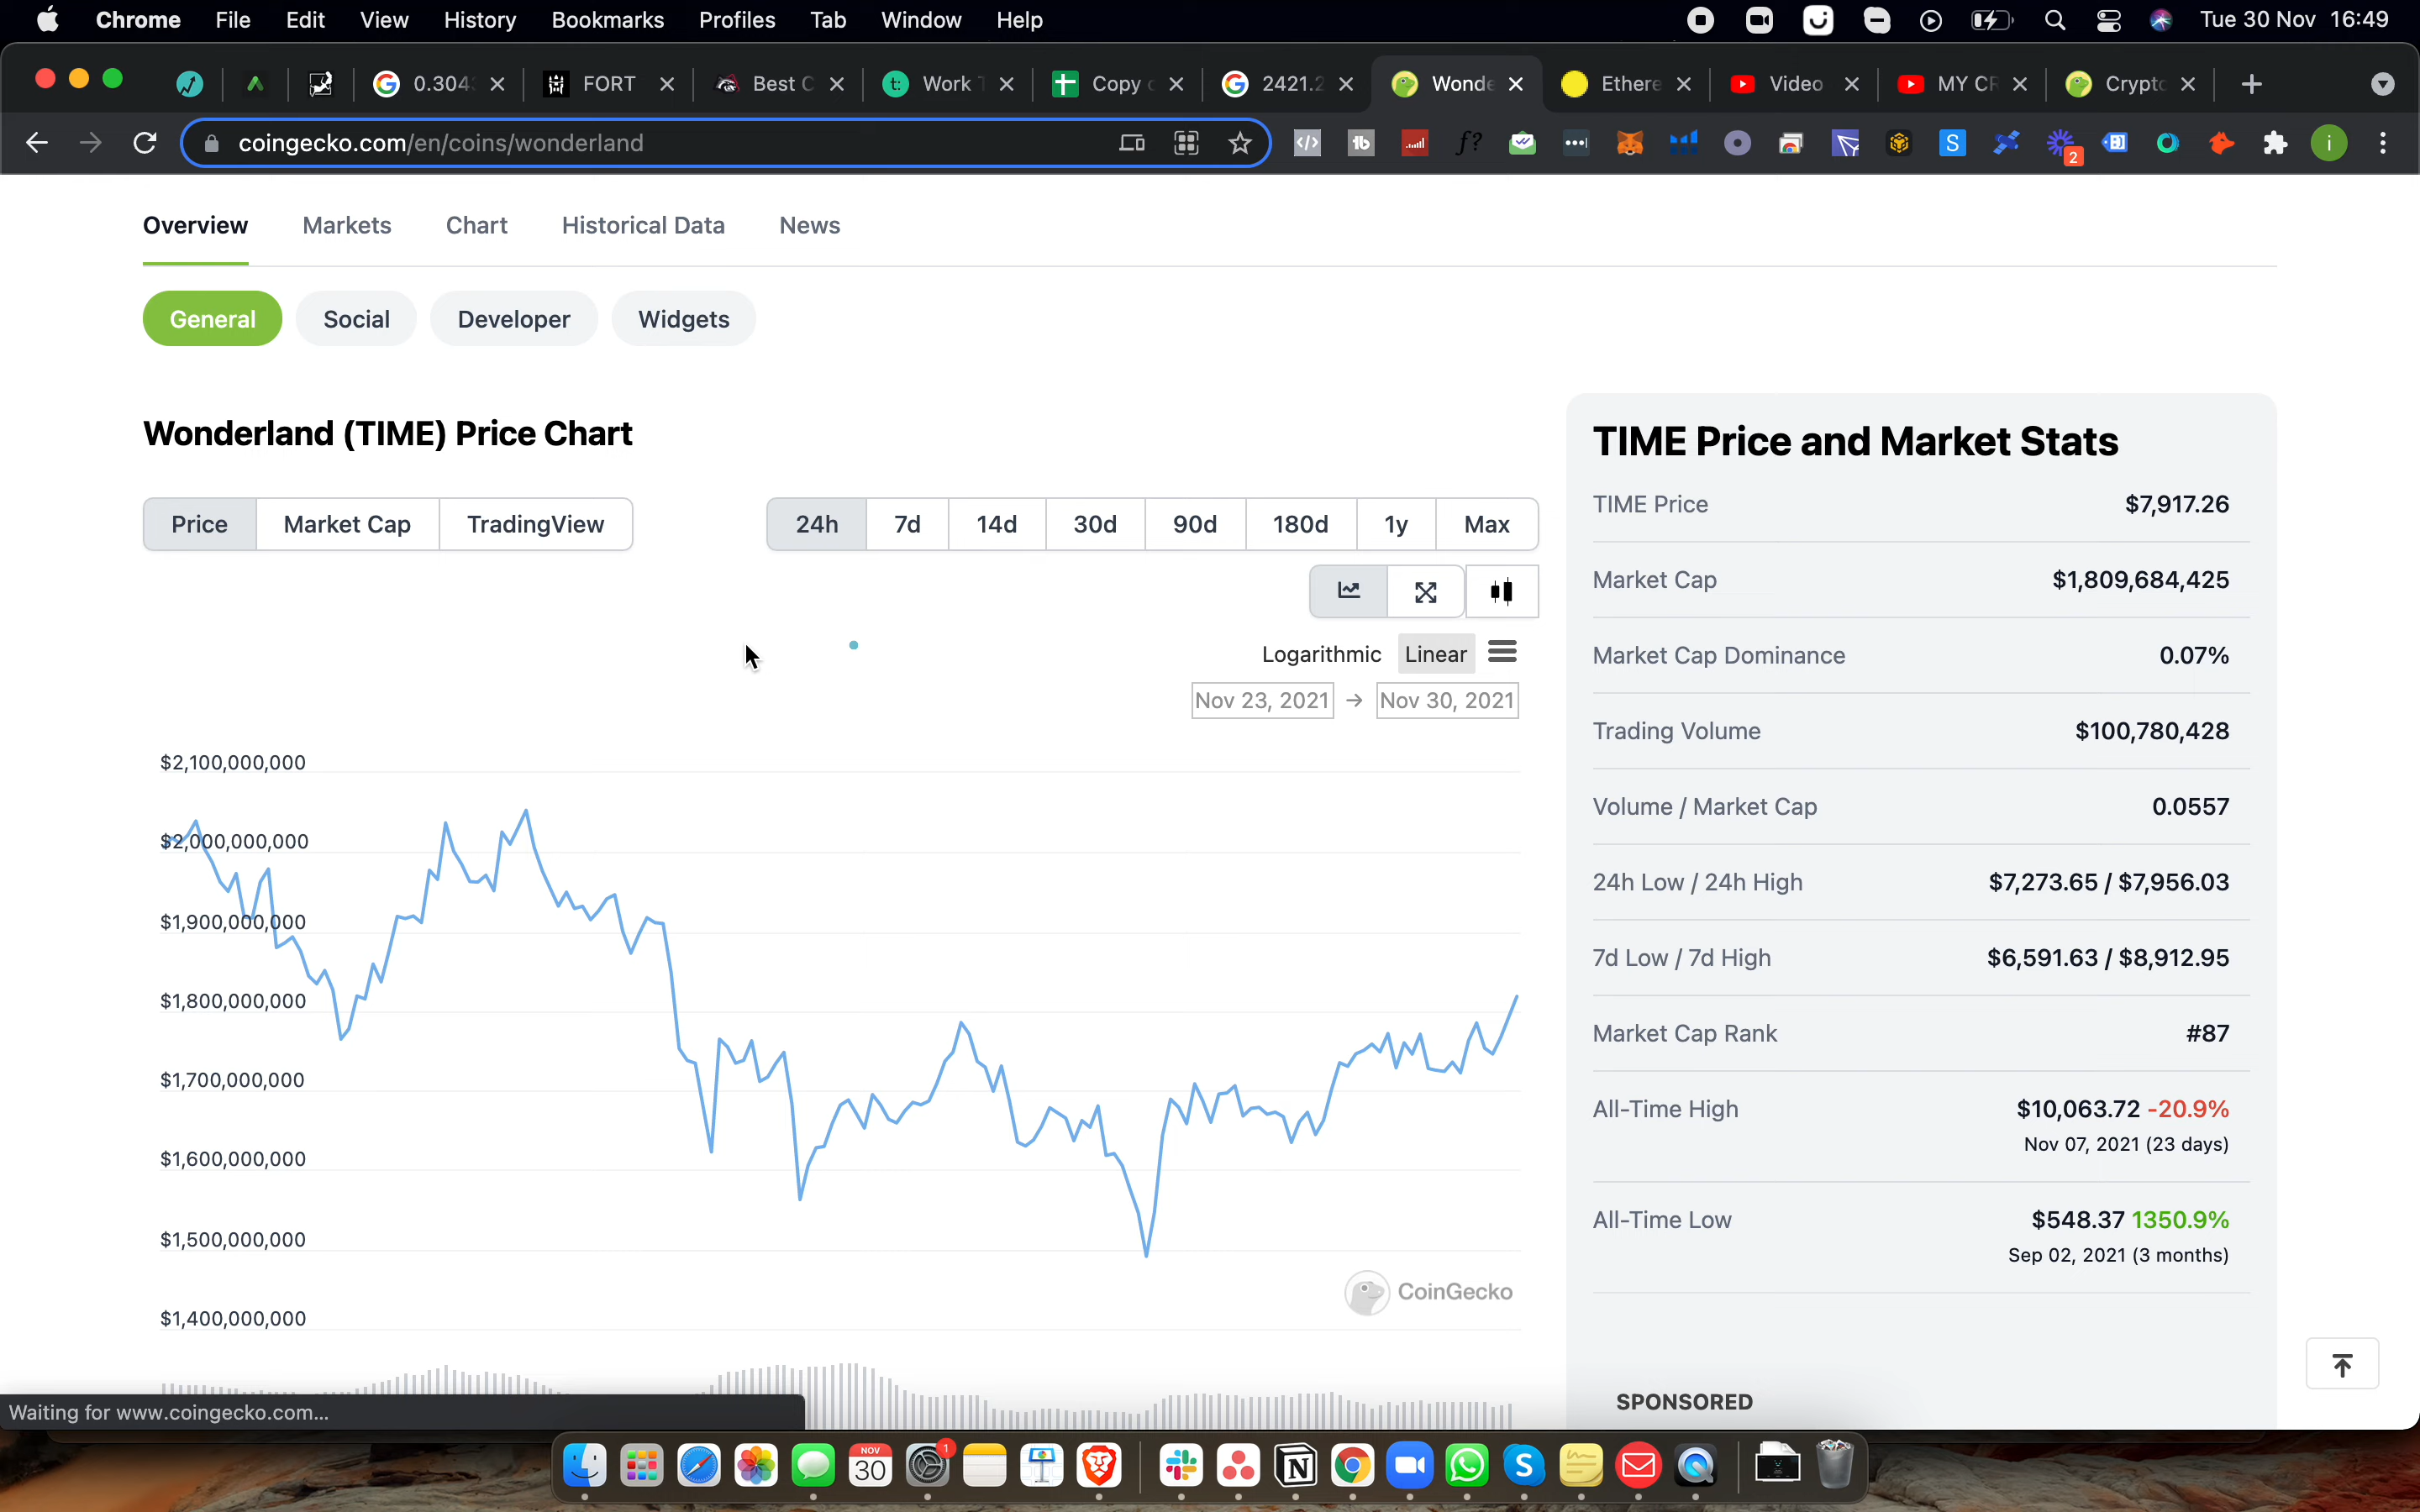 Chrome File Edit View History Bookmarks Profiles Tab Window Help Tue 30 Nov 16:49
0.304 FORT Best C Work T Copy o 2421.2 Wonde Ethere Video MY CR Crypto
coingecko.com/en/coins/wonderland
2
Overview Markets Chart Historical Data News
General Social Developer Widgets
Wonderland (TIME) Price Chart
Price Market Cap TradingView
24h 7d 14d 30d 90d 180d 1y Max
Logarithmic Linear
Nov 23, 2021 → Nov 30, 2021
$2,100,000,000
$2,000,000,000
$1,900,000,000
$1,800,000,000
$1,700,000,000
$1,600,000,000
$1,500,000,000
$1,400,000,000
CoinGecko
TIME Price and Market Stats
TIME Price $7,917.26
Market Cap $1,809,684,425
Market Cap Dominance 0.07%
Trading Volume $100,780,428
Volume / Market Cap 0.0557
24h Low / 24h High $7,273.65 / $7,956.03
7d Low / 7d High $6,591.63 / $8,912.95
Market Cap Rank #87
All-Time High $10,063.72 -20.9%
Nov 07, 2021 (23 days)
All-Time Low $548.37 1350.9%
Sep 02, 2021 (3 months)
SPONSORED
Waiting for www.coingecko.com...
NOV
30
1